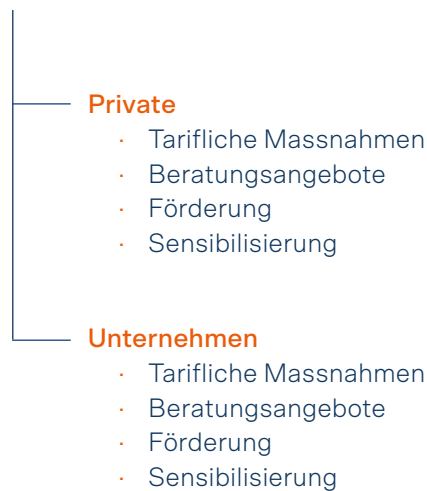 Private
· Tarifliche Massnahmen
· Beratungsangebote
· Förderung
· Sensibilisierung
Unternehmen
· Tarifliche Massnahmen
· Beratungsangebote
· Förderung
· Sensibilisierung